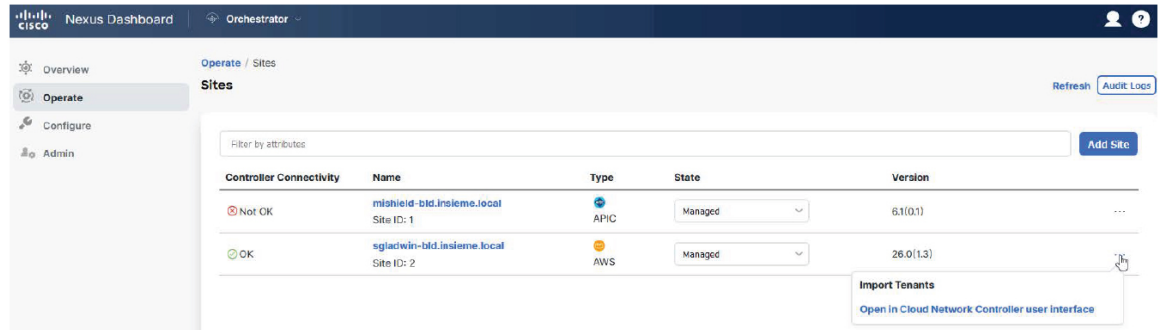 cisco Nexus Dashboard Orchestrator
Overview
Operate
Configure
Admin
Operate / Sites
Sites
Refresh Audit Logs
Filter by attributes
Add Site
Controller Connectivity Name Type State Version
Not OK mishield-bld.insieme.local APIC Managed 6.1(0.1) ...
Site ID: 1
OK sgladwin-bld.insieme.local AWS Managed 26.0(1.3)
Site ID: 2
Import Tenants
Open in Cloud Network Controller user interface